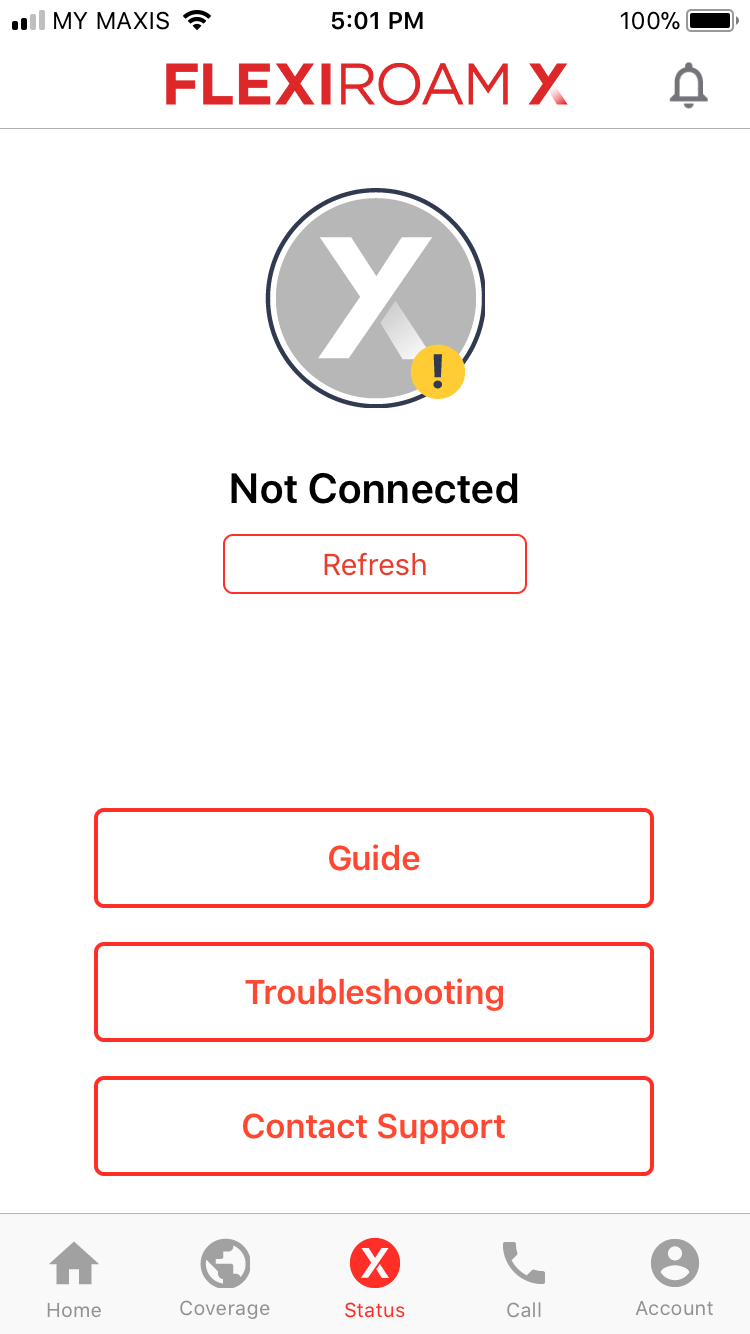 MY MAXIS 5:01 PM 100%
FLEXIROAM X
X
!
Not Connected
Refresh
Guide
Troubleshooting
Contact Support
X
Home Coverage Status Call Account